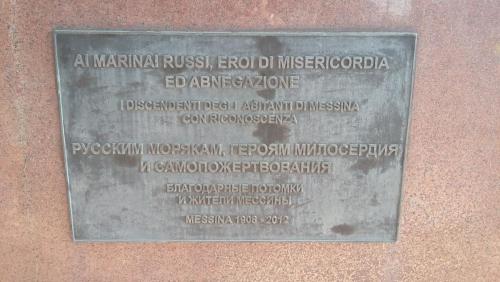 AI MARINAI RUSSI, EROI DI MISERICORDIA
ED ABNEGAZIONE
I DISCENDENTI DEGLI ABITANTI DI MESSINA
CON RICONOSCENZA
РУССКИМ МОРЯКАМ, ГЕРОЯМ МИЛОСЕРДИЯ
И САМОПОЖЕРТВОВАНИЯ
БЛАГОДАРНЫЕ ПОТОМКИ
И ЖИТЕЛИ МЕССИНЫ
MESSINA 1908 - 2012